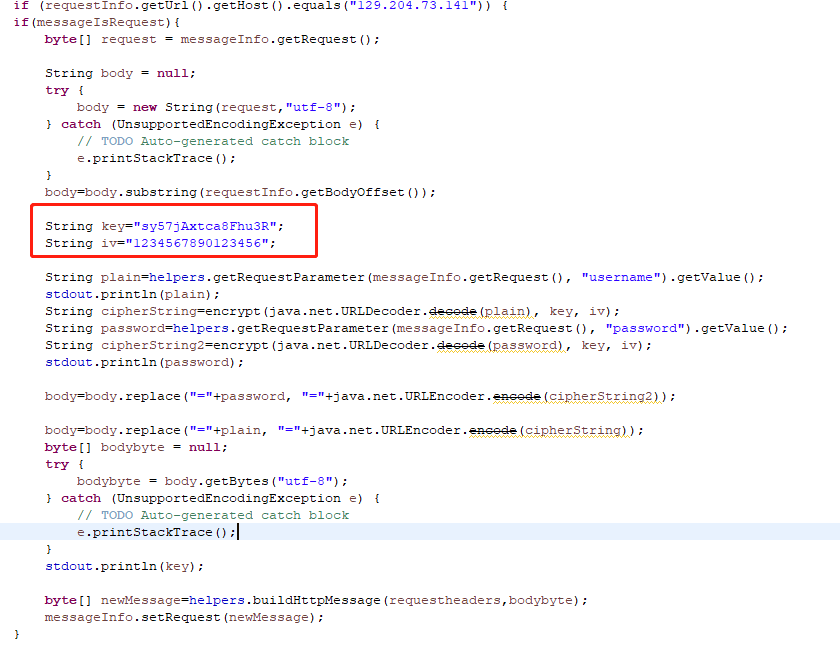 if (requestInfo.getUrl().getHost().equals("129.204.73.141")) {
if(messageIsRequest){
byte[] request = messageInfo.getRequest();
String body = null;
try {
body = new String(request,"utf-8");
} catch (UnsupportedEncodingException e) {
// TODO Auto-generated catch block
e.printStackTrace();
}
body=body.substring(requestInfo.getBodyOffset());
String key="sy57jAxtca8Fhu3R";
String iv="1234567890123456";
String plain=helpers.getRequestParameter(messageInfo.getRequest(), "username").getValue();
stdout.println(plain);
String cipherString=encrypt(java.net.URLDecoder.decode(plain), key, iv);
String password=helpers.getRequestParameter(messageInfo.getRequest(), "password").getValue();
String cipherString2=encrypt(java.net.URLDecoder.decode(password), key, iv);
stdout.println(password);
body=body.replace("="+password, "="+java.net.URLEncoder.encode(cipherString2));
body=body.replace("="+plain, "="+java.net.URLEncoder.encode(cipherString));
byte[] bodybyte = null;
try {
bodybyte = body.getBytes("utf-8");
} catch (UnsupportedEncodingException e) {
// TODO Auto-generated catch block
e.printStackTrace();
}
stdout.println(key);
byte[] newMessage=helpers.buildHttpMessage(requestheaders,bodybyte);
messageInfo.setRequest(newMessage);
}